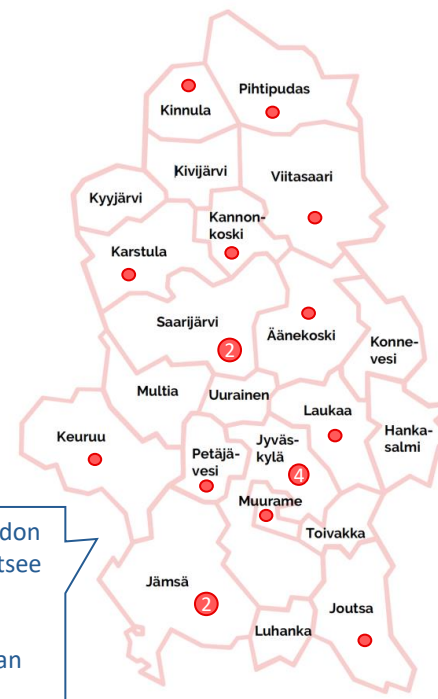 Pihtipudas
Kinnula
Kivijärvi
Viitasaari
Kyyjärvi
Kannon-
koski
Karstula
Saarijärvi
2
Äänekoski
Konne-
vesi
Multia
Uurainen
Laukaa
Hanka-
salmi
Keuruu
Petäjä-
vesi
Jyväs-
kylä
4
Muurame
Toivakka
don
tsee
Jämsä
2
Luhanka
Joutsa
an